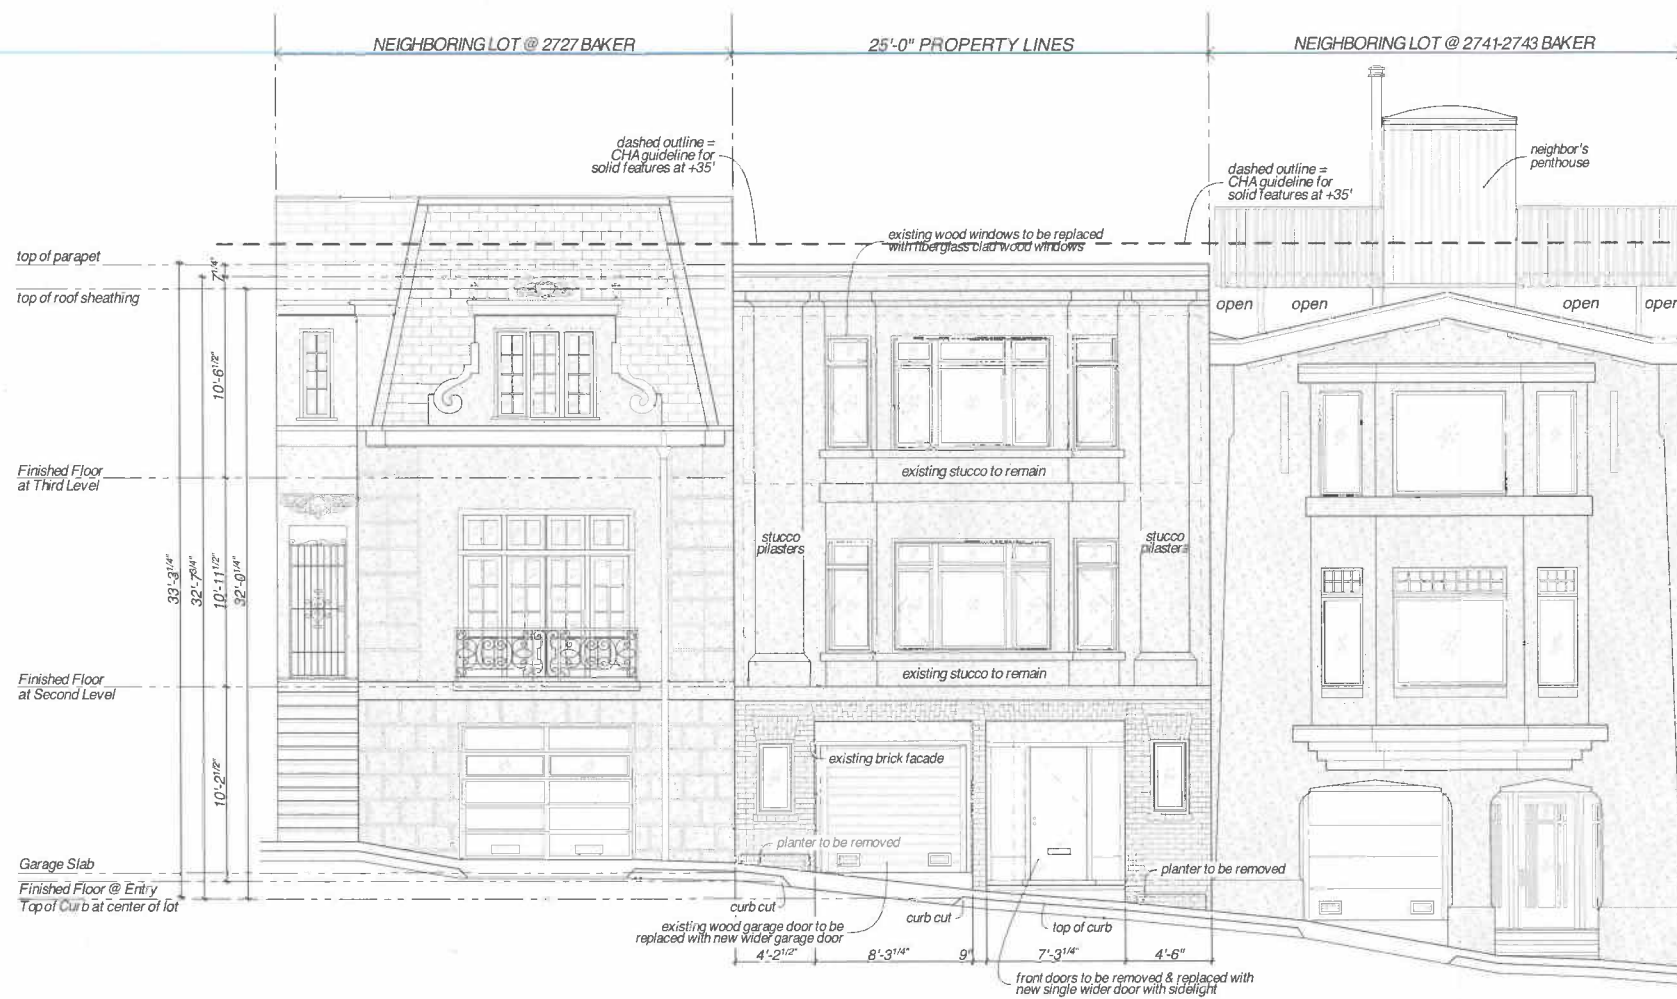 NEIGHBORING LOT @ 2727 BAKER
25'-0" PROPERTY LINES
NEIGHBORING LOT @ 2741-2743 BAKER
dashed outline =
CHA guideline for
solid features at +35'
dashed outline =
CHA guideline for
solid features at +35'
neighbor's
penthouse
existing wood windows to be replaced
with fiberglass clad wood windows
top of parapet
top of roof sheathing
7 1/4"
open
open
open
open
10'-6 1/2"
Finished Floor
at Third Level
existing stucco to remain
stucco
pilasters
stucco
pilasters
33'-3 1/4"
32'-7 3/4"
10'-11 1/2"
32'-0 1/4"
Finished Floor
at Second Level
existing stucco to remain
10'-2 1/2"
existing brick facade
planter to be removed
planter to be removed
Garage Slab
Finished Floor @ Entry
Top of Curb at center of lot
curb cut
curb cut
top of curb
existing wood garage door to be
replaced with new wider garage door
4'-2 1/2"
8'-3 1/4"
9"
7'-3 1/4"
4'-6"
front doors to be removed & replaced with
new single wider door with sidelight